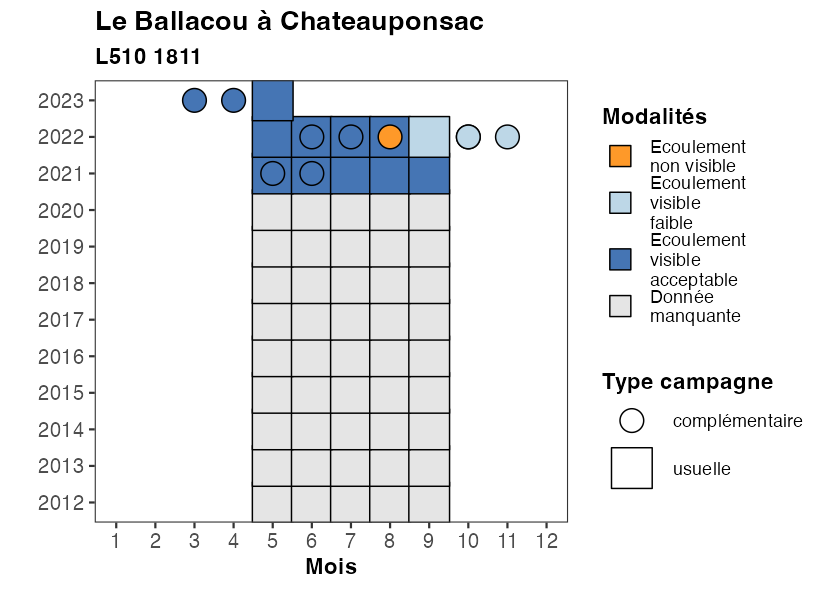 Le Ballacou à Chateauponsac
L510 1811
2023
2022
2021
2020
2019
2018
2017
2016
2015
2014
2013
2012
1 2 3 4 5 6 7 8 9 10 11 12
Mois
Modalités
Ecoulement
non visible
Ecoulement
visible
faible
Ecoulement
visible
acceptable
Donnée
manquante
Type campagne
complémentaire
usuelle